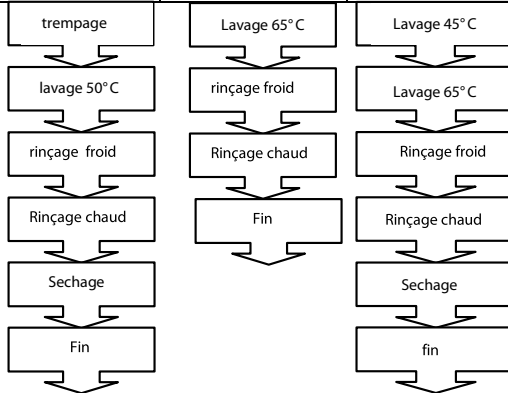 trempage
lavage 50°C
rinçage froid
Rinçage chaud
Sechage
Fin
Lavage 65°C
rinçage froid
Rinçage chaud
Fin
Lavage 45°C
Lavage 65°C
Rinçage froid
Rinçage chaud
Sechage
fin